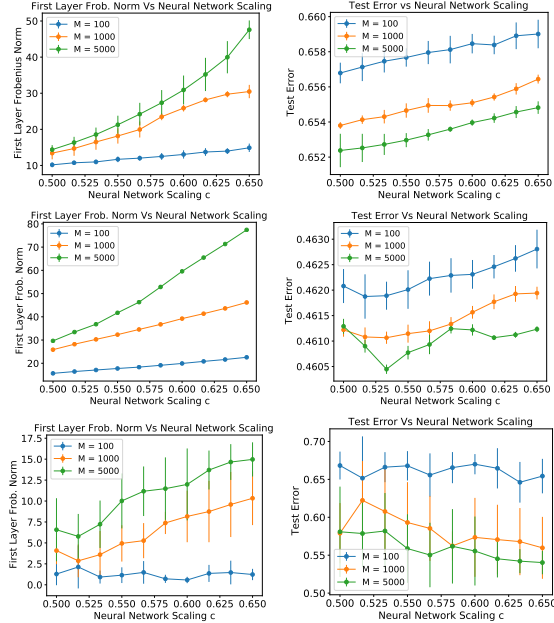 First Layer Frobenius Norm Vs Neural Network Scaling
First Layer Frobenius Norm
50
40
30
20
10
M = 100
M = 1000
M = 5000
0.500 0.525 0.550 0.575 0.600 0.625 0.650
Neural Network Scaling c
Test Error vs Neural Network Scaling
Test Error
0.660
0.658
0.656
0.654
0.652
M = 100
M = 1000
M = 5000
0.500 0.525 0.550 0.575 0.600 0.625 0.650
Neural Network Scaling c
First Layer Frob. Norm Vs Neural Network Scaling
First Layer Frob. Norm
80
70
60
50
40
30
20
M = 100
M = 1000
M = 5000
0.500 0.525 0.550 0.575 0.600 0.625 0.650
Neural Network Scaling c
Test Error Vs Neural Network Scaling
Test Error
0.4630
0.4625
0.4620
0.4615
0.4610
0.4605
M = 100
M = 1000
M = 5000
0.500 0.525 0.550 0.575 0.600 0.625 0.650
Neural Network Scaling c
First Layer Frob. Norm Vs Neural Network Scaling
First Layer Frob. Norm
17.5
15.0
12.5
10.0
7.5
5.0
2.5
0.0
M = 100
M = 1000
M = 5000
0.500 0.525 0.550 0.575 0.600 0.625 0.650
Neural Network Scaling c
Test Error Vs Neural Network Scaling
Test Error
0.70
0.65
0.60
0.55
0.50
M = 100
M = 1000
M = 5000
0.500 0.525 0.550 0.575 0.600 0.625 0.650
Neural Network Scaling c